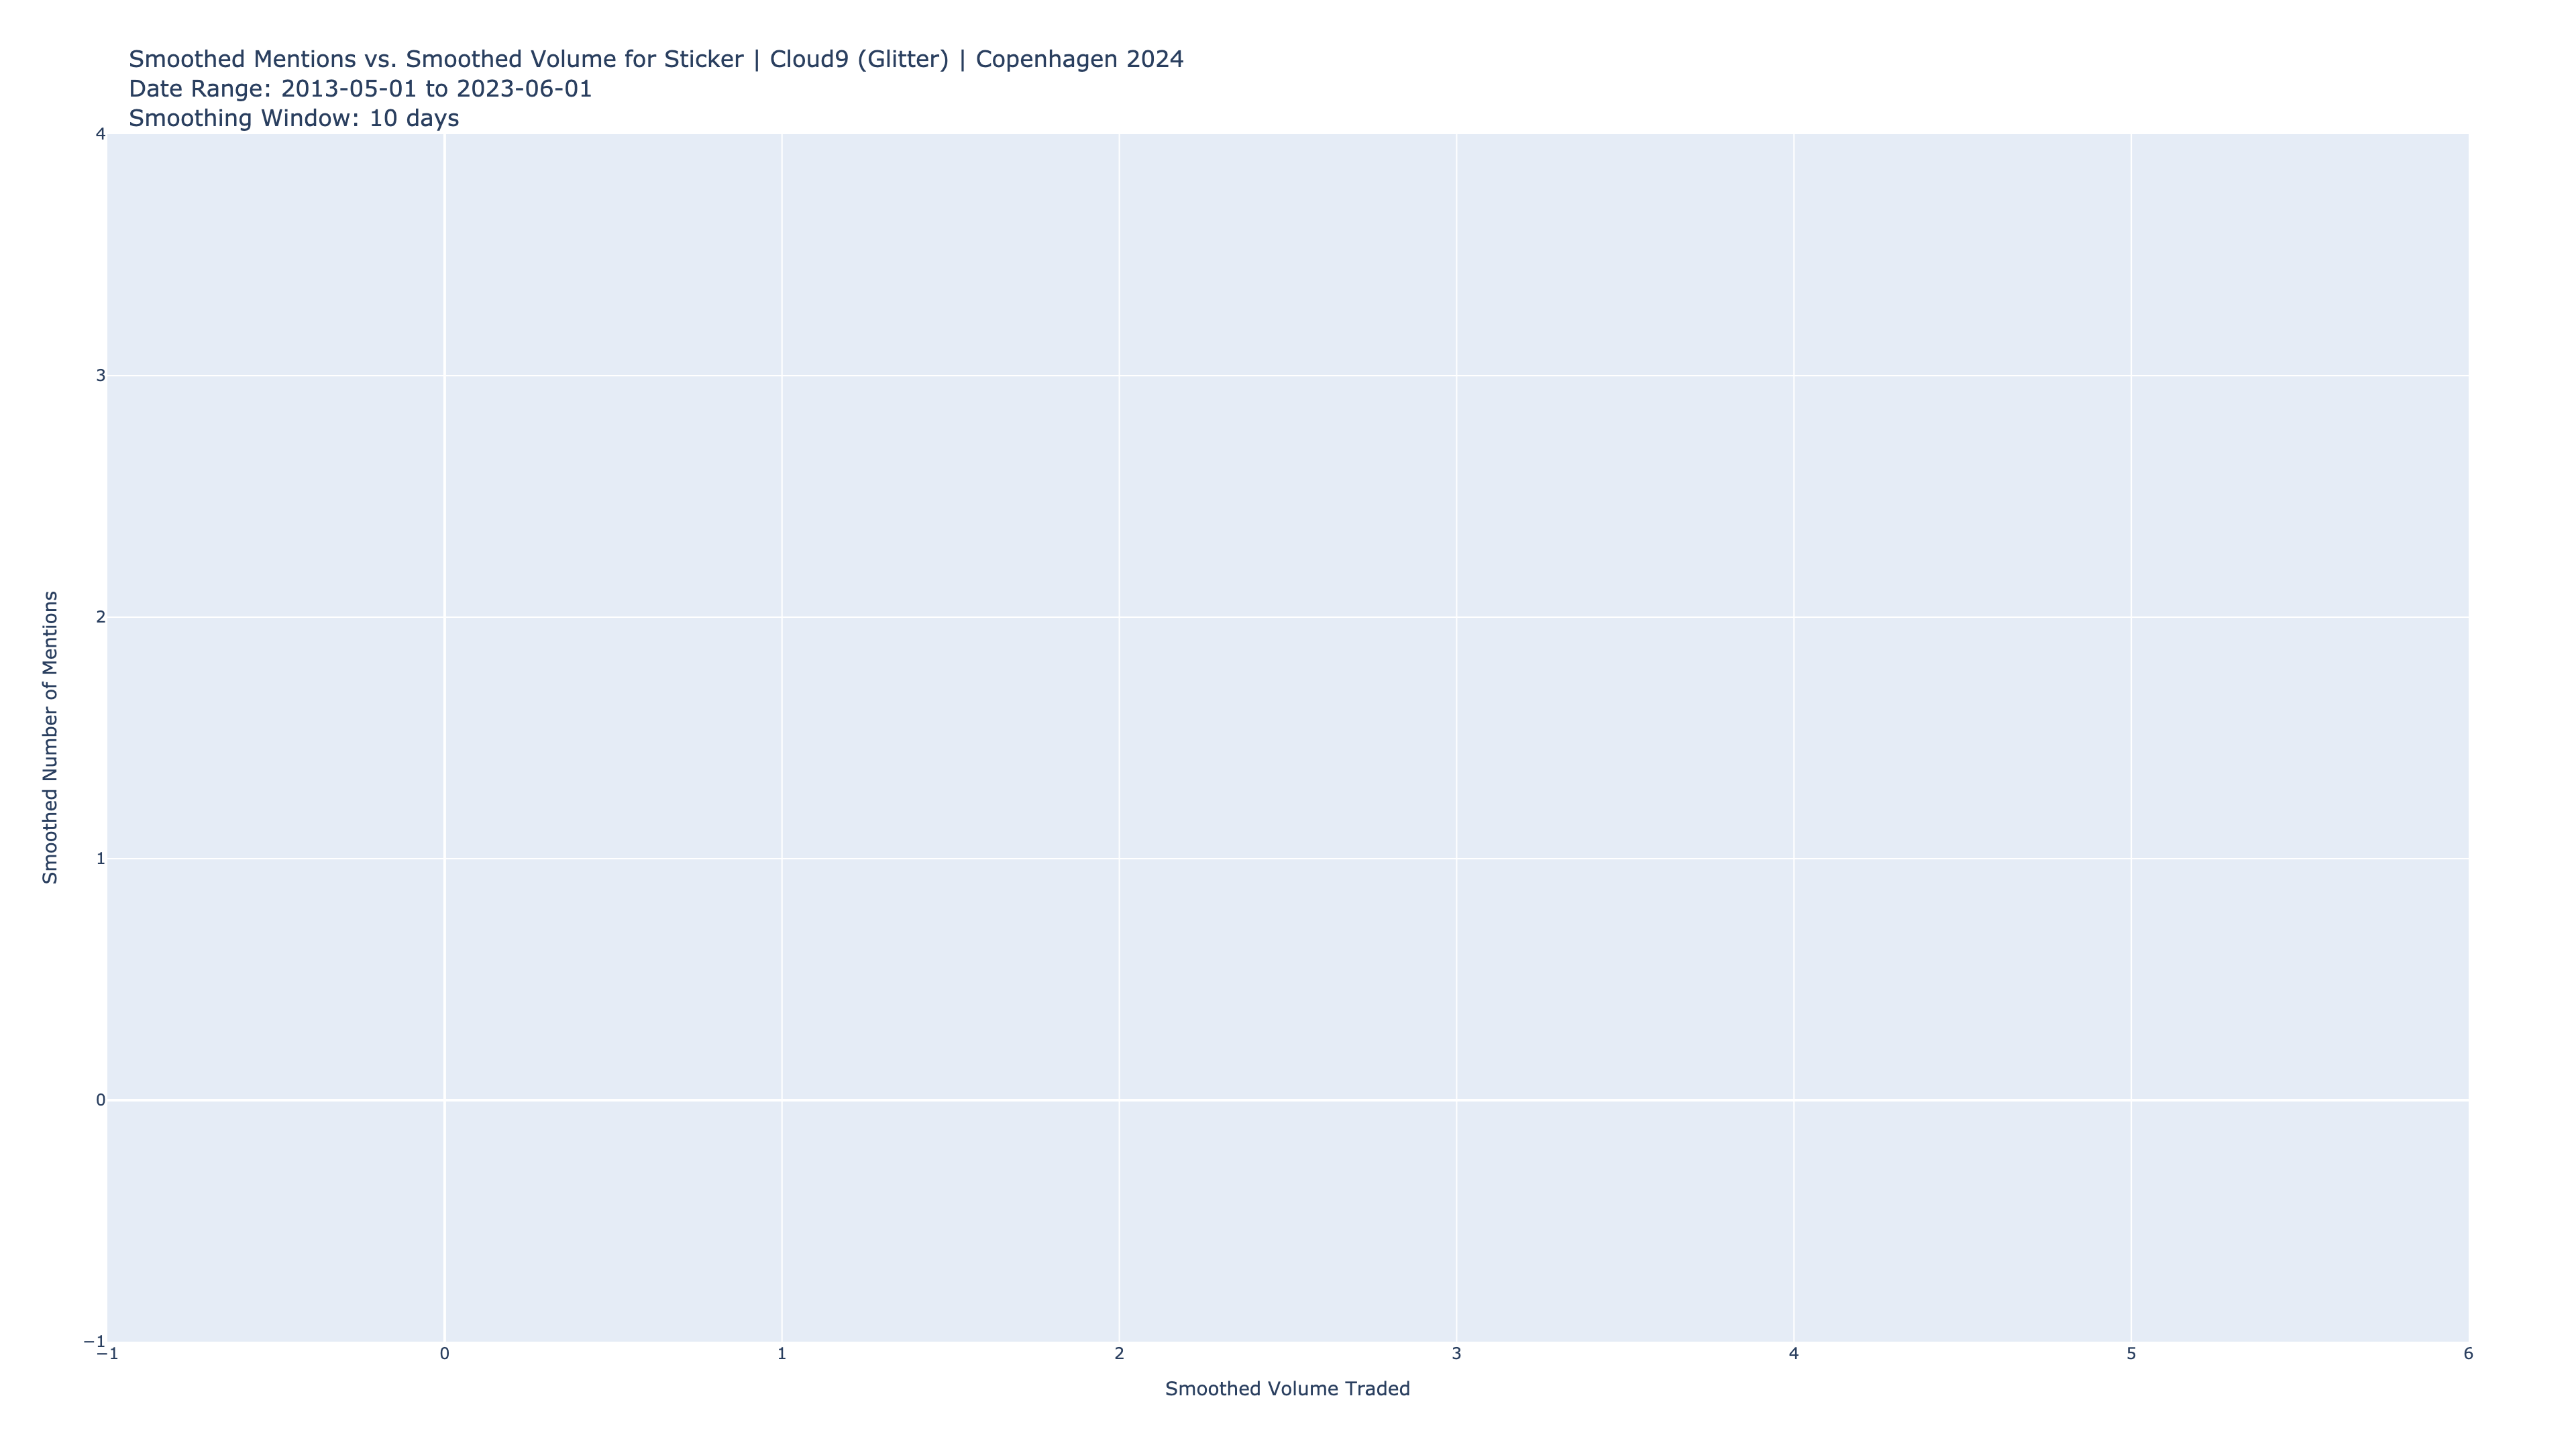 Smoothed Mentions vs. Smoothed Volume for Sticker | Cloud9 (Glitter) | Copenhagen 2024
Date Range: 2013-05-01 to 2023-06-01
Smoothing Window: 10 days
4
3
2
1
0
−1
Smoothed Number of Mentions
−1 0 1 2 3 4 5 6
Smoothed Volume Traded